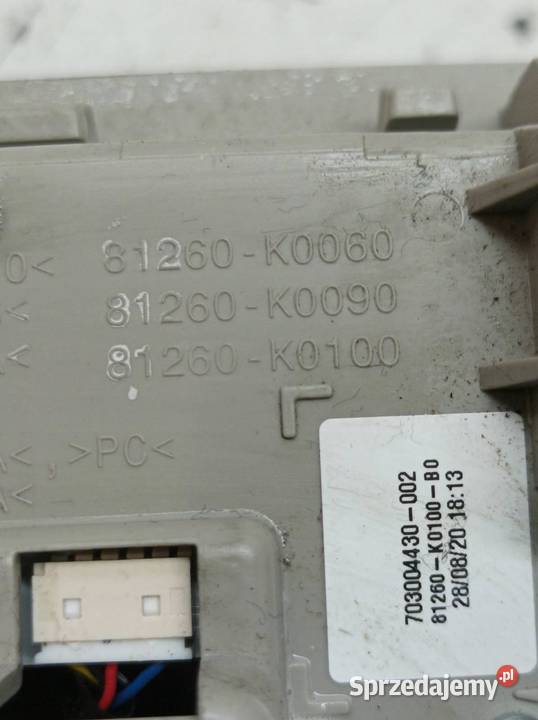 0< 81260-K0060
< 81260-K0090
< 81260-K0100
<, >PC<
A<
703004430-002
81260-K0100-B0
28/08/20 18:13
Sprzedajemy.pl